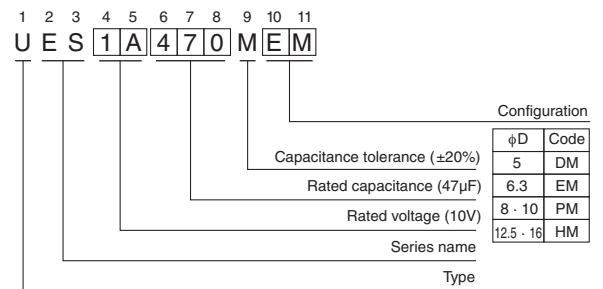 1 2 3 4 5 6 7 8 9 10 11
U E S 1 A 4 7 0 M E M
Configuration
φD Code
5 DM
6.3 EM
8 · 10 PM
12.5 · 16 HM
Capacitance tolerance (±20%)
Rated capacitance (47µF)
Rated voltage (10V)
Series name
Type